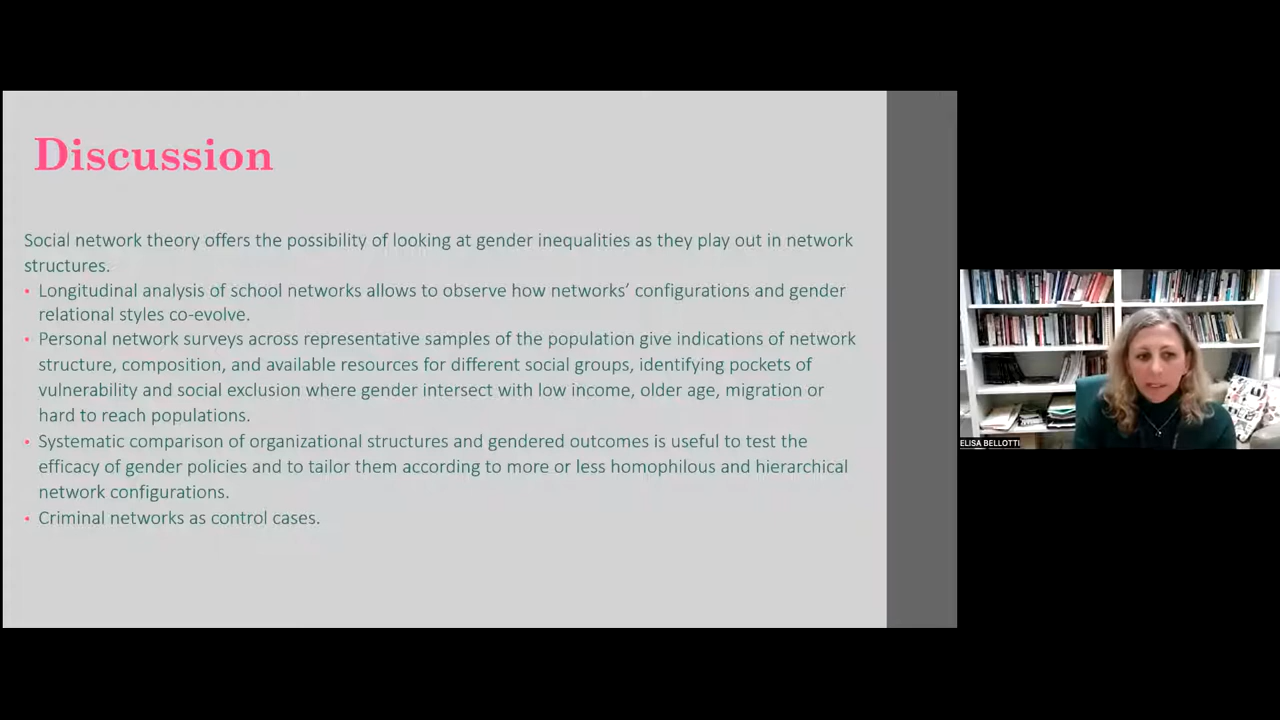 Discussion
Social network theory offers the possibility of looking at gender inequalities as they play out in network
structures.
• Longitudinal analysis of school networks allows to observe how networks’ configurations and gender
relational styles co-evolve.
• Personal network surveys across representative samples of the population give indications of network
structure, composition, and available resources for different social groups, identifying pockets of
vulnerability and social exclusion where gender intersect with low income, older age, migration or
hard to reach populations.
• Systematic comparison of organizational structures and gendered outcomes is useful to test the
efficacy of gender policies and to tailor them according to more or less homophilous and hierarchical
network configurations.
• Criminal networks as control cases.
ELISA BELLOTTI